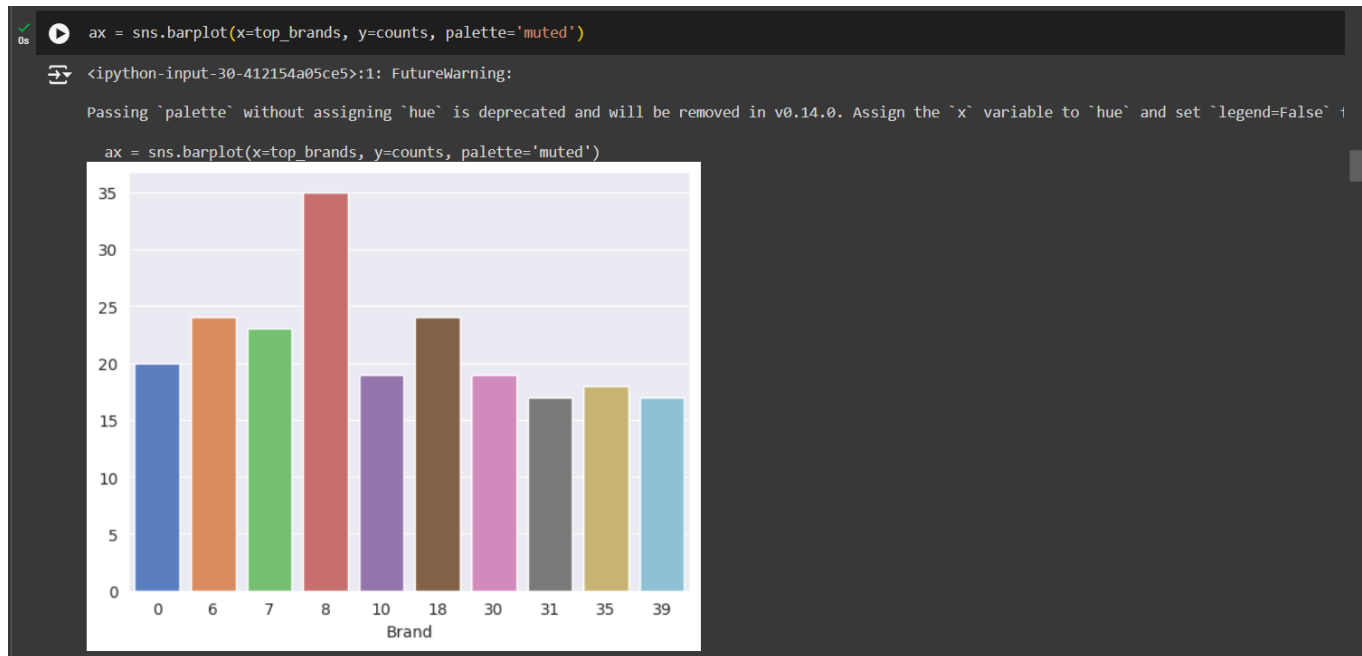 0s
ax = sns.barplot(x=top_brands, y=counts, palette='muted')
<ipython-input-30-412154a05ce5>:1: FutureWarning:
Passing `palette` without assigning `hue` is deprecated and will be removed in v0.14.0. Assign the `x` variable to `hue` and set `legend=False`
ax = sns.barplot(x=top_brands, y=counts, palette='muted')
35
30
25
20
15
10
5
0
0 6 7 8 10 18 30 31 35 39
Brand